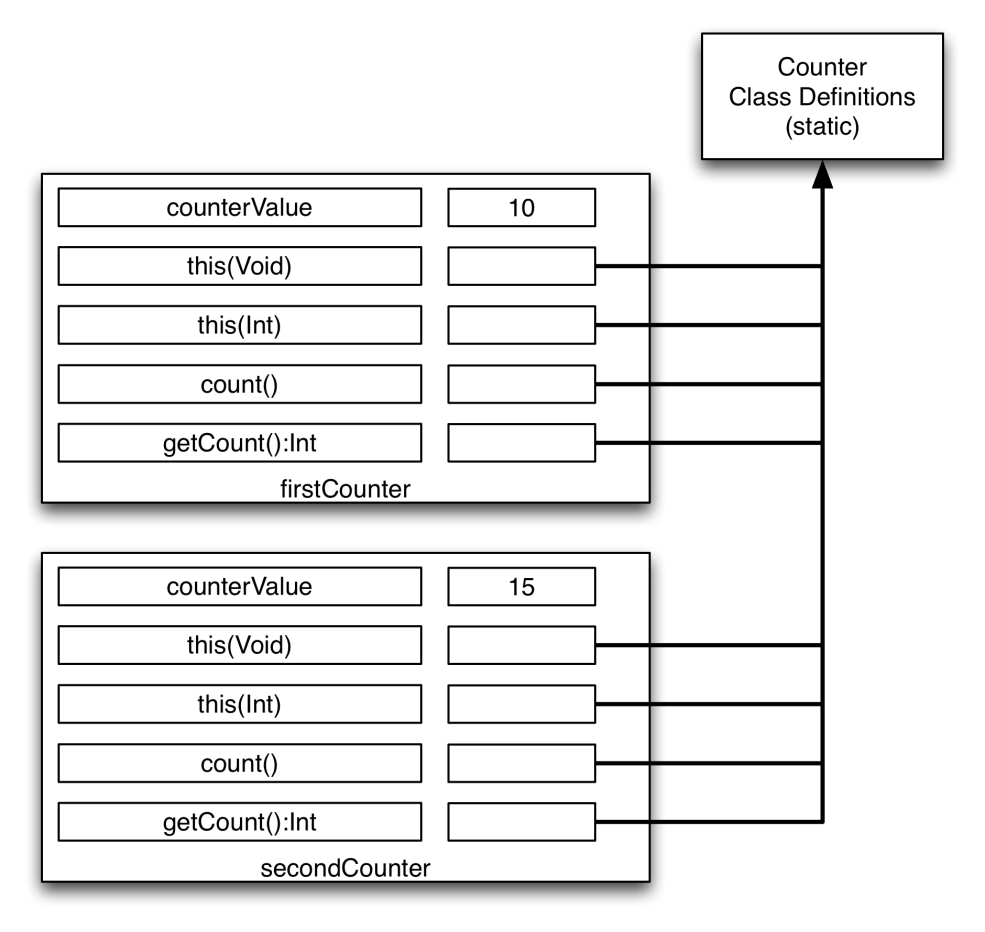 Counter
Class Definitions
(static)
counterValue 10
this(Void)
this(Int)
count()
getCount():Int
firstCounter
counterValue 15
this(Void)
this(Int)
count()
getCount():Int
secondCounter